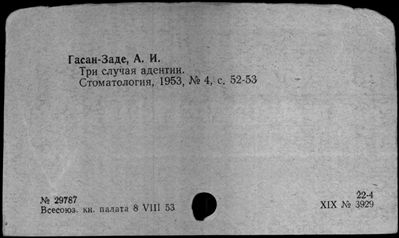 Гасан-Заде, А. И.
Три случая адентии.
Стоматология, 1953, № 4, с. 52-53
№ 29787
Всесоюз. кн. палата 8 VIII 53
22-4
XIX № 3929